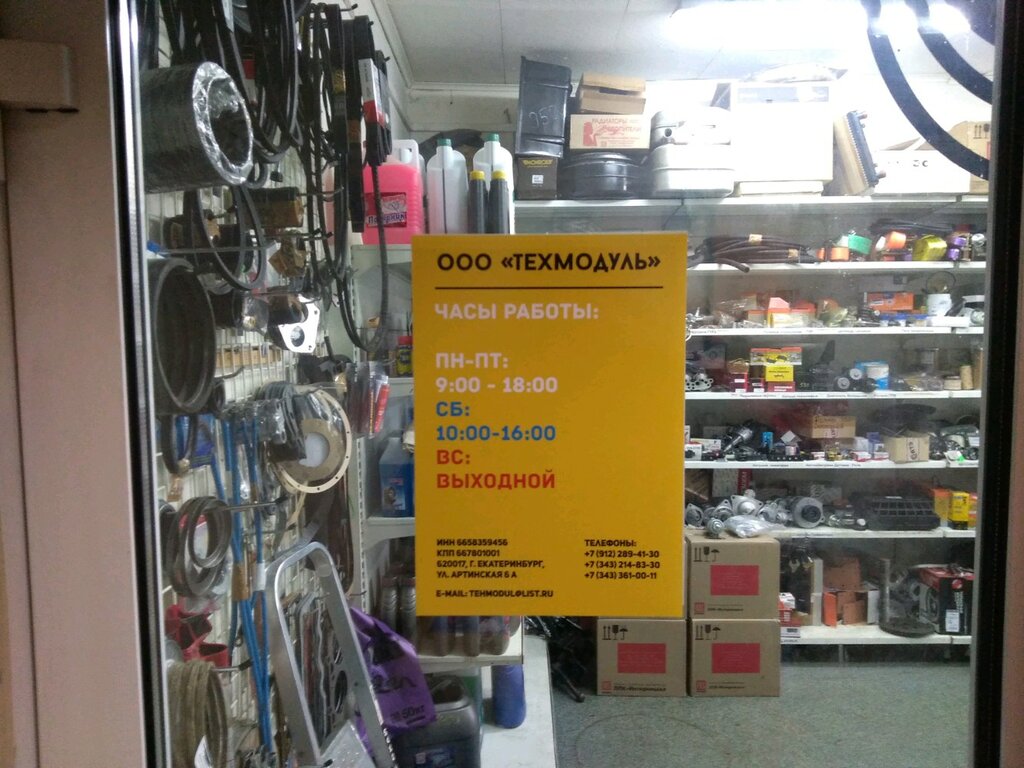 РАДИАТОРЫ
ООО «ТЕХМОДУЛЬ»
ЧАСЫ РАБОТЫ:
ПН-ПТ:
9:00 - 18:00
СБ:
10:00-16:00
ВС:
ВЫХОДНОЙ
ИНН 6658359456
КПП 667801001
620017, Г. ЕКАТЕРИНБУРГ,
УЛ. АРТИНСКАЯ 6 А
E-MAIL: TEHMODUL@LIST.RU
ТЕЛЕФОНЫ:
+7 (912) 289-41-30
+7 (343) 214-83-30
+7 (343) 361-00-11